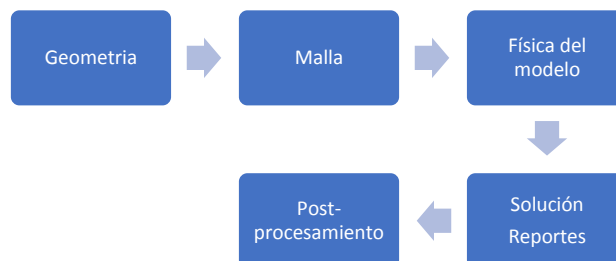 Geometria
Malla
Física del
modelo
Solución
Reportes
Post-
procesamiento